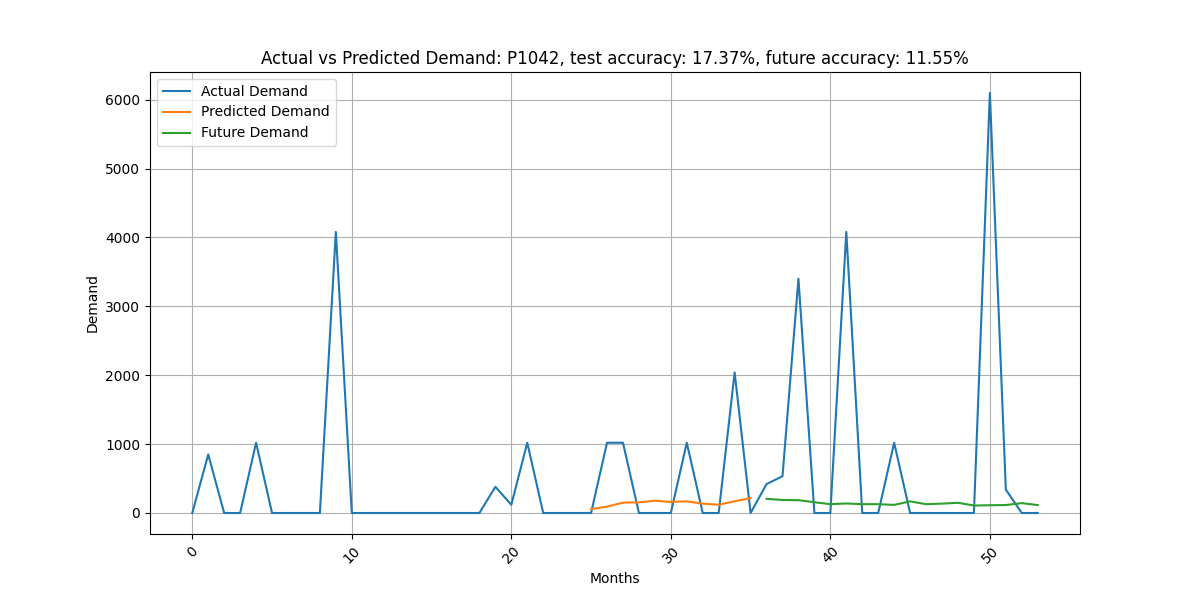 Actual vs Predicted Demand: P1042, test accuracy: 17.37%, future accuracy: 11.55%
Actual Demand
Predicted Demand
Future Demand
6000
5000
4000
3000
2000
1000
0
Demand
0
10
20
30
40
50
Months